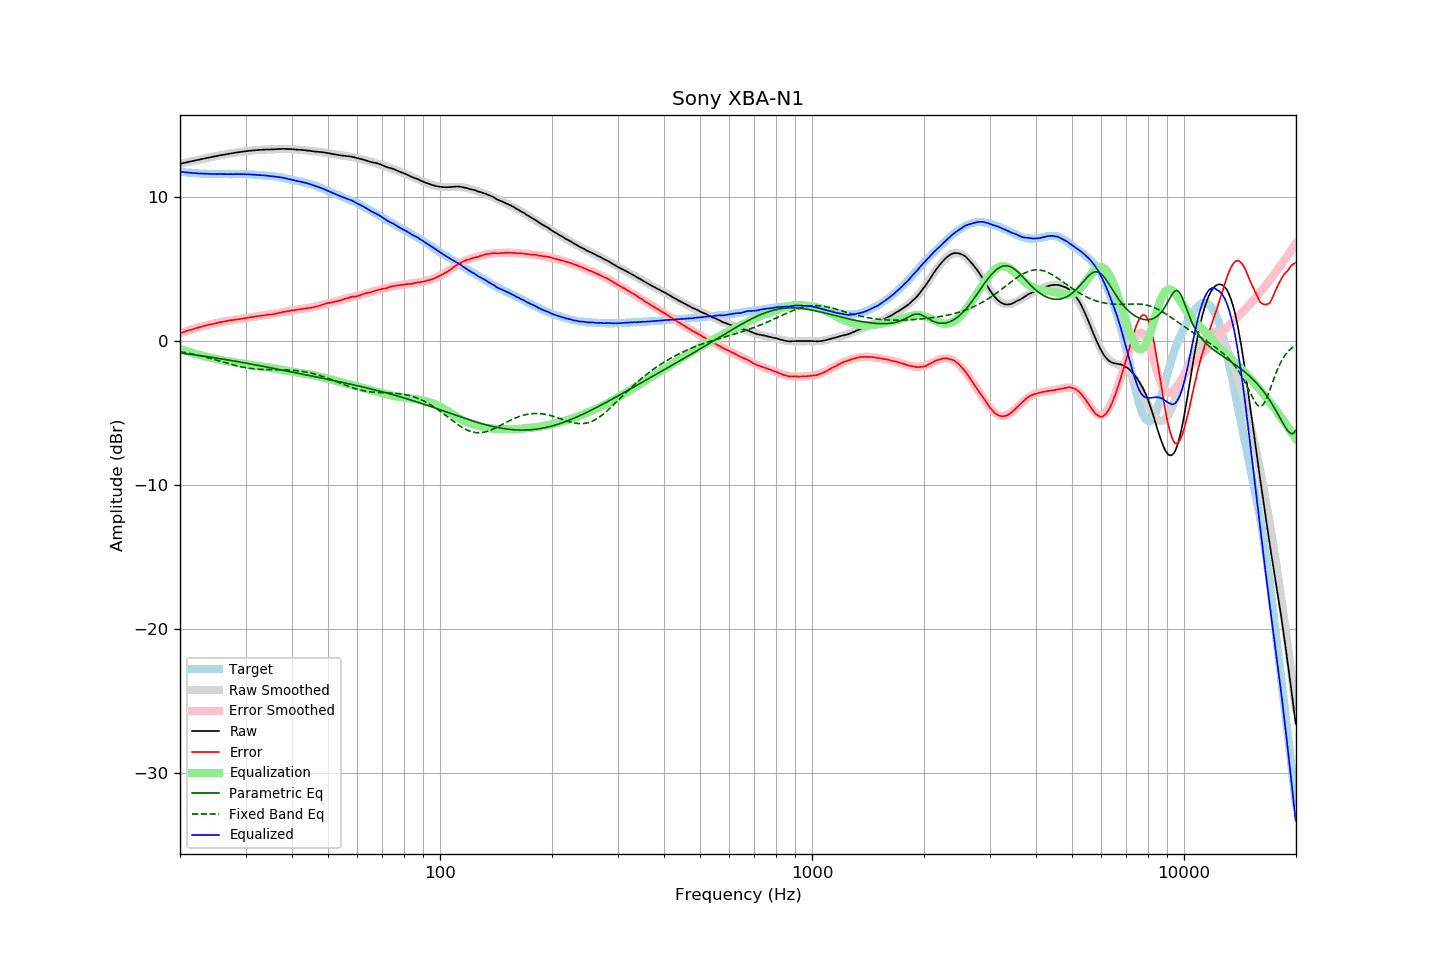 Sony XBA-N1
10
0
−10
−20
−30
Amplitude (dBr)
Target
Raw Smoothed
Error Smoothed
Raw
Error
Equalization
Parametric Eq
Fixed Band Eq
Equalized
100
1000
10000
Frequency (Hz)